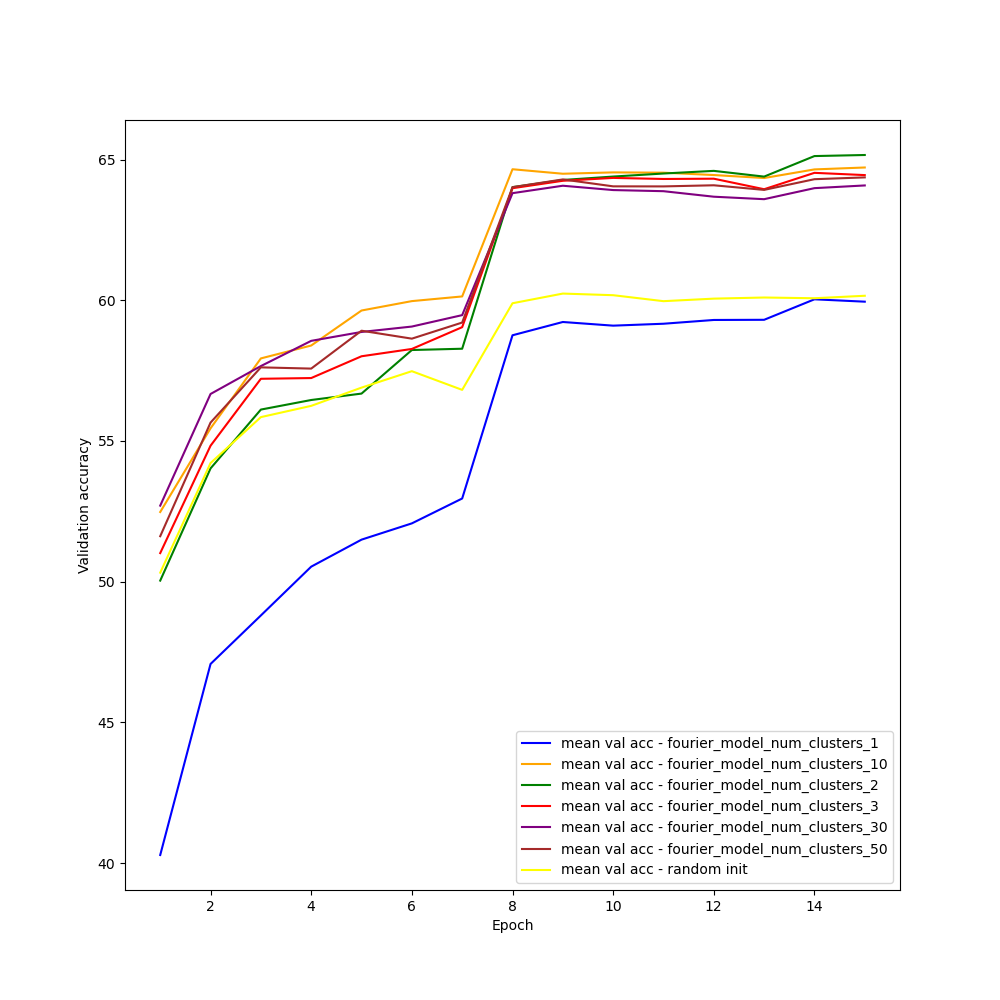 65
60
55
50
45
40
Validation accuracy
mean val acc - fourier_model_num_clusters_1
mean val acc - fourier_model_num_clusters_10
mean val acc - fourier_model_num_clusters_2
mean val acc - fourier_model_num_clusters_3
mean val acc - fourier_model_num_clusters_30
mean val acc - fourier_model_num_clusters_50
mean val acc - random init
2 4 6 8 10 12 14
Epoch